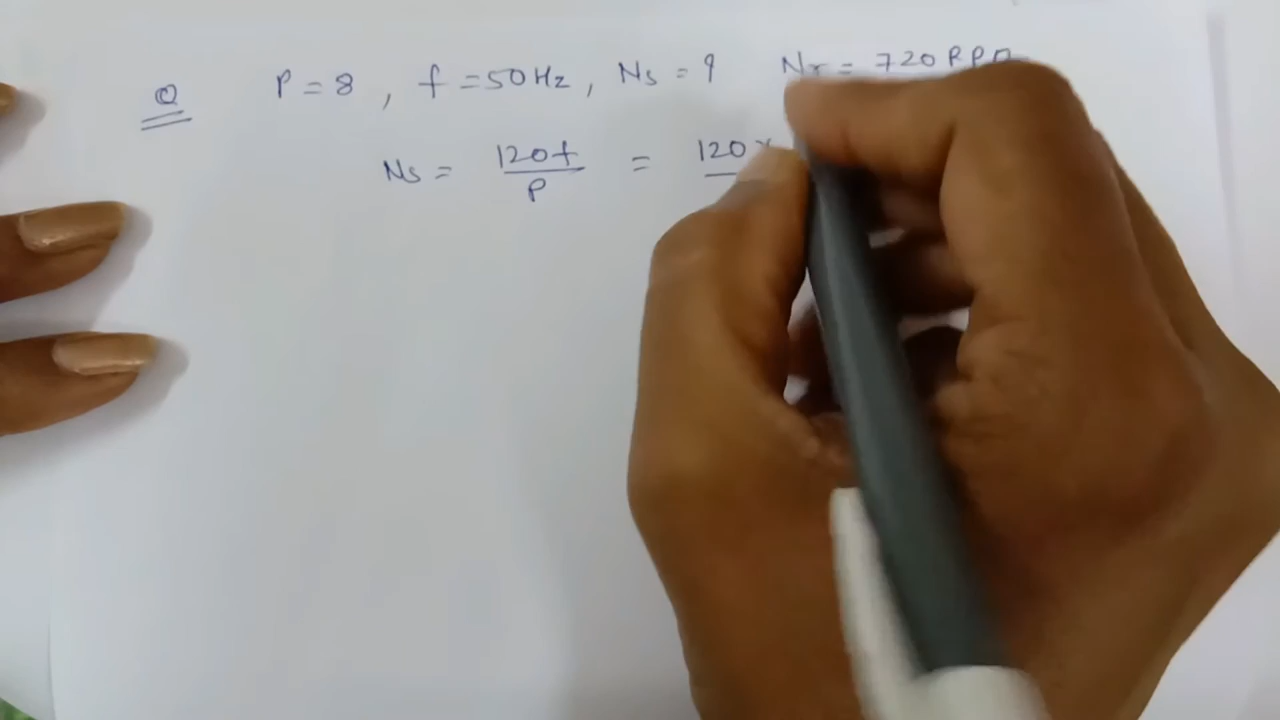 Q P = 8 , f = 50 Hz , Ns = ? Nr = 720 RPM
Ns = 120f / P = 120 x